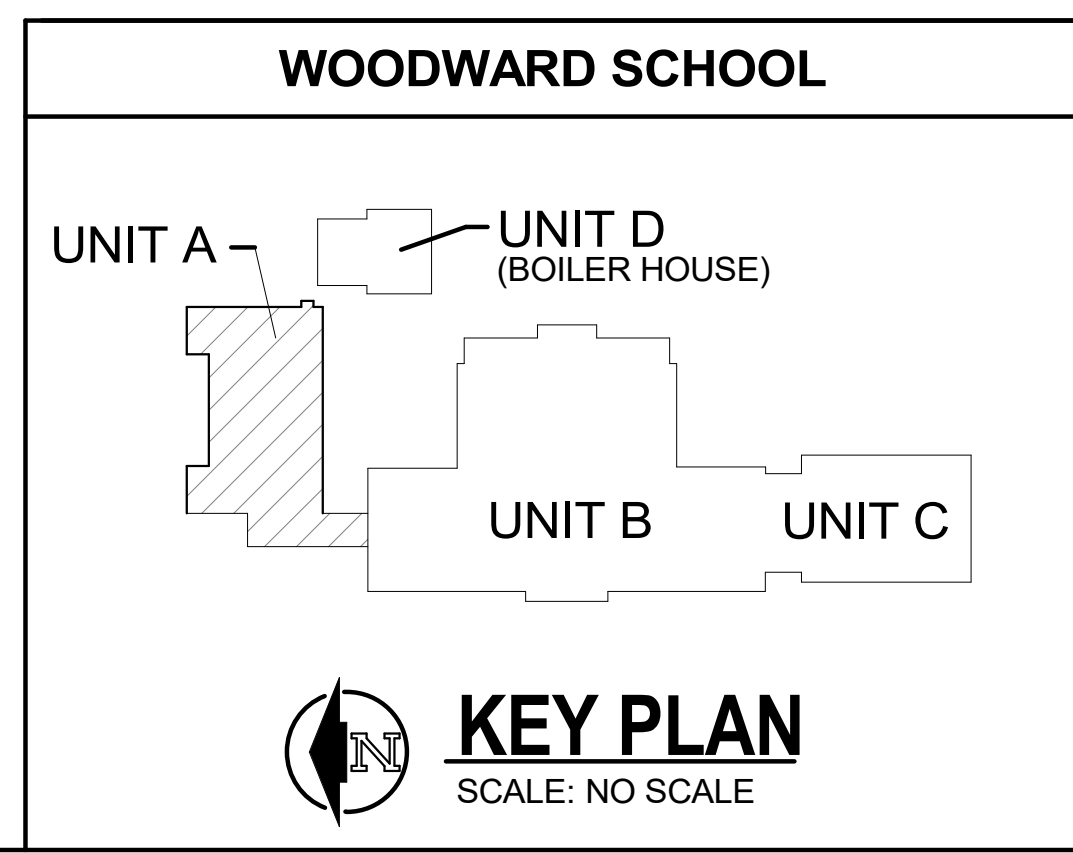 WOODWARD SCHOOL
UNIT A
UNIT D
(BOILER HOUSE)
UNIT B
UNIT C
N
KEY PLAN
SCALE: NO SCALE